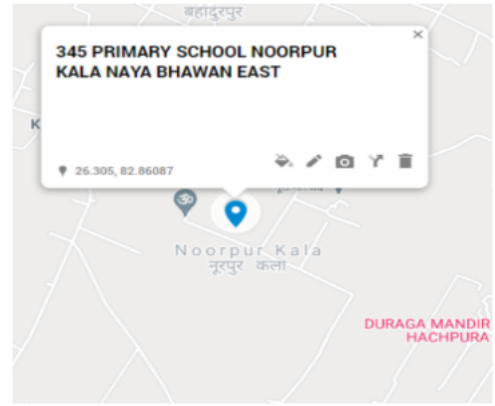 बहादुरपुर
345 PRIMARY SCHOOL NOORPUR
KALA NAYA BHAWAN EAST
K
26.305, 82.86087
Noorpur Kala
नूरपुर कला
DURAGA MANDIR
HACHPURA